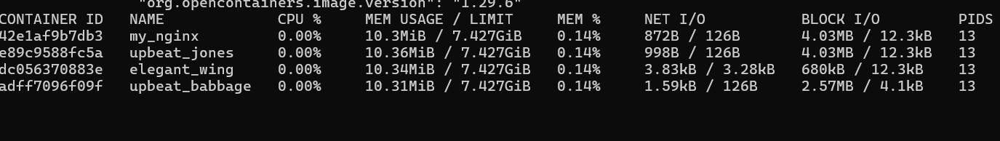 "org.opencontainers.image.version": "1.29.6"
CONTAINER ID NAME CPU % MEM USAGE / LIMIT MEM % NET I/O BLOCK I/O PIDS
42e1af9b7db3 my_nginx 0.00% 10.3MiB / 7.427GiB 0.14% 872B / 126B 4.03MB / 12.3kB 13
e89c9588fc5a upbeat_jones 0.00% 10.36MiB / 7.427GiB 0.14% 998B / 126B 4.03MB / 12.3kB 13
dc056370883e elegant_wing 0.00% 10.34MiB / 7.427GiB 0.14% 3.83kB / 3.28kB 680kB / 12.3kB 13
adff7096f09f upbeat_babbage 0.00% 10.31MiB / 7.427GiB 0.14% 1.59kB / 126B 2.57MB / 4.1kB 13